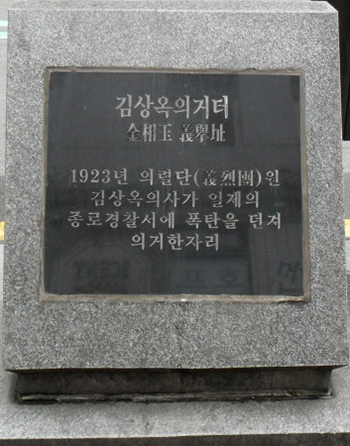 김상옥의거터
金相玉 義擧址
1923년 의렬단(義烈團)원
김상옥의사가 일제의
종로경찰서에 폭탄을 던져
의거한자리